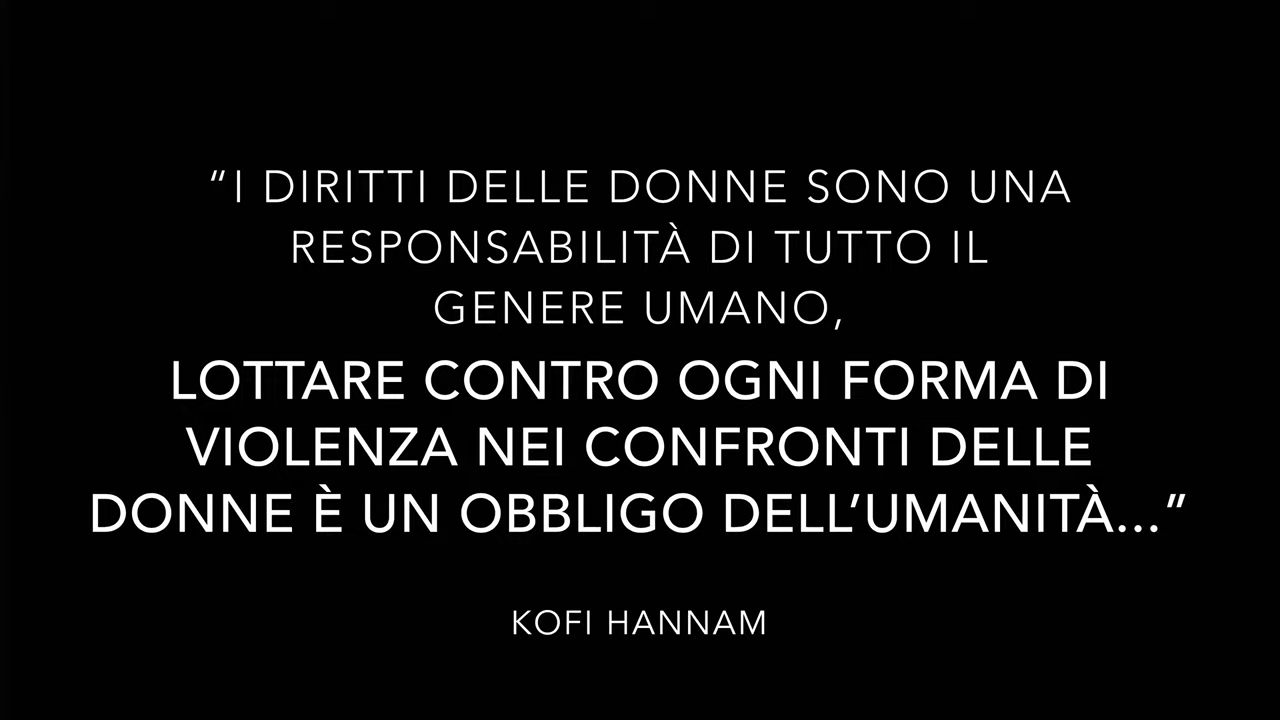 “I DIRITTI DELLE DONNE SONO UNA
RESPONSABILITÀ DI TUTTO IL
GENERE UMANO,
LOTTARE CONTRO OGNI FORMA DI
VIOLENZA NEI CONFRONTI DELLE
DONNE È UN OBBLIGO DELL’UMANITÀ...“
KOFI HANNAM